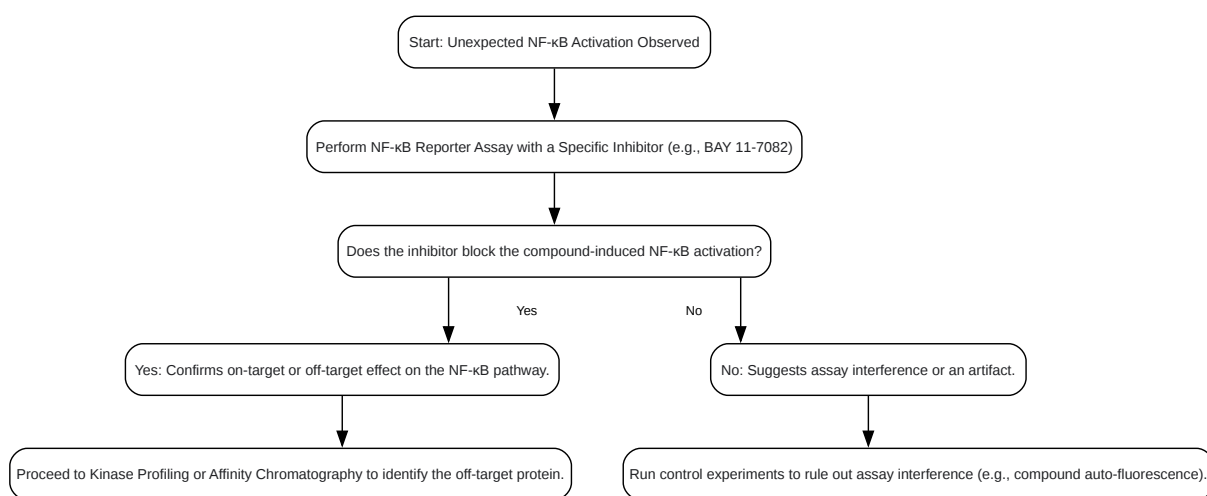 Start: Unexpected NF-κB Activation Observed
Perform NF-κB Reporter Assay with a Specific Inhibitor (e.g., BAY 11-7082)
Does the inhibitor block the compound-induced NF-κB activation?
Yes
No
Yes: Confirms on-target or off-target effect on the NF-κB pathway.
No: Suggests assay interference or an artifact.
Proceed to Kinase Profiling or Affinity Chromatography to identify the off-target protein.
Run control experiments to rule out assay interference (e.g., compound auto-fluorescence).